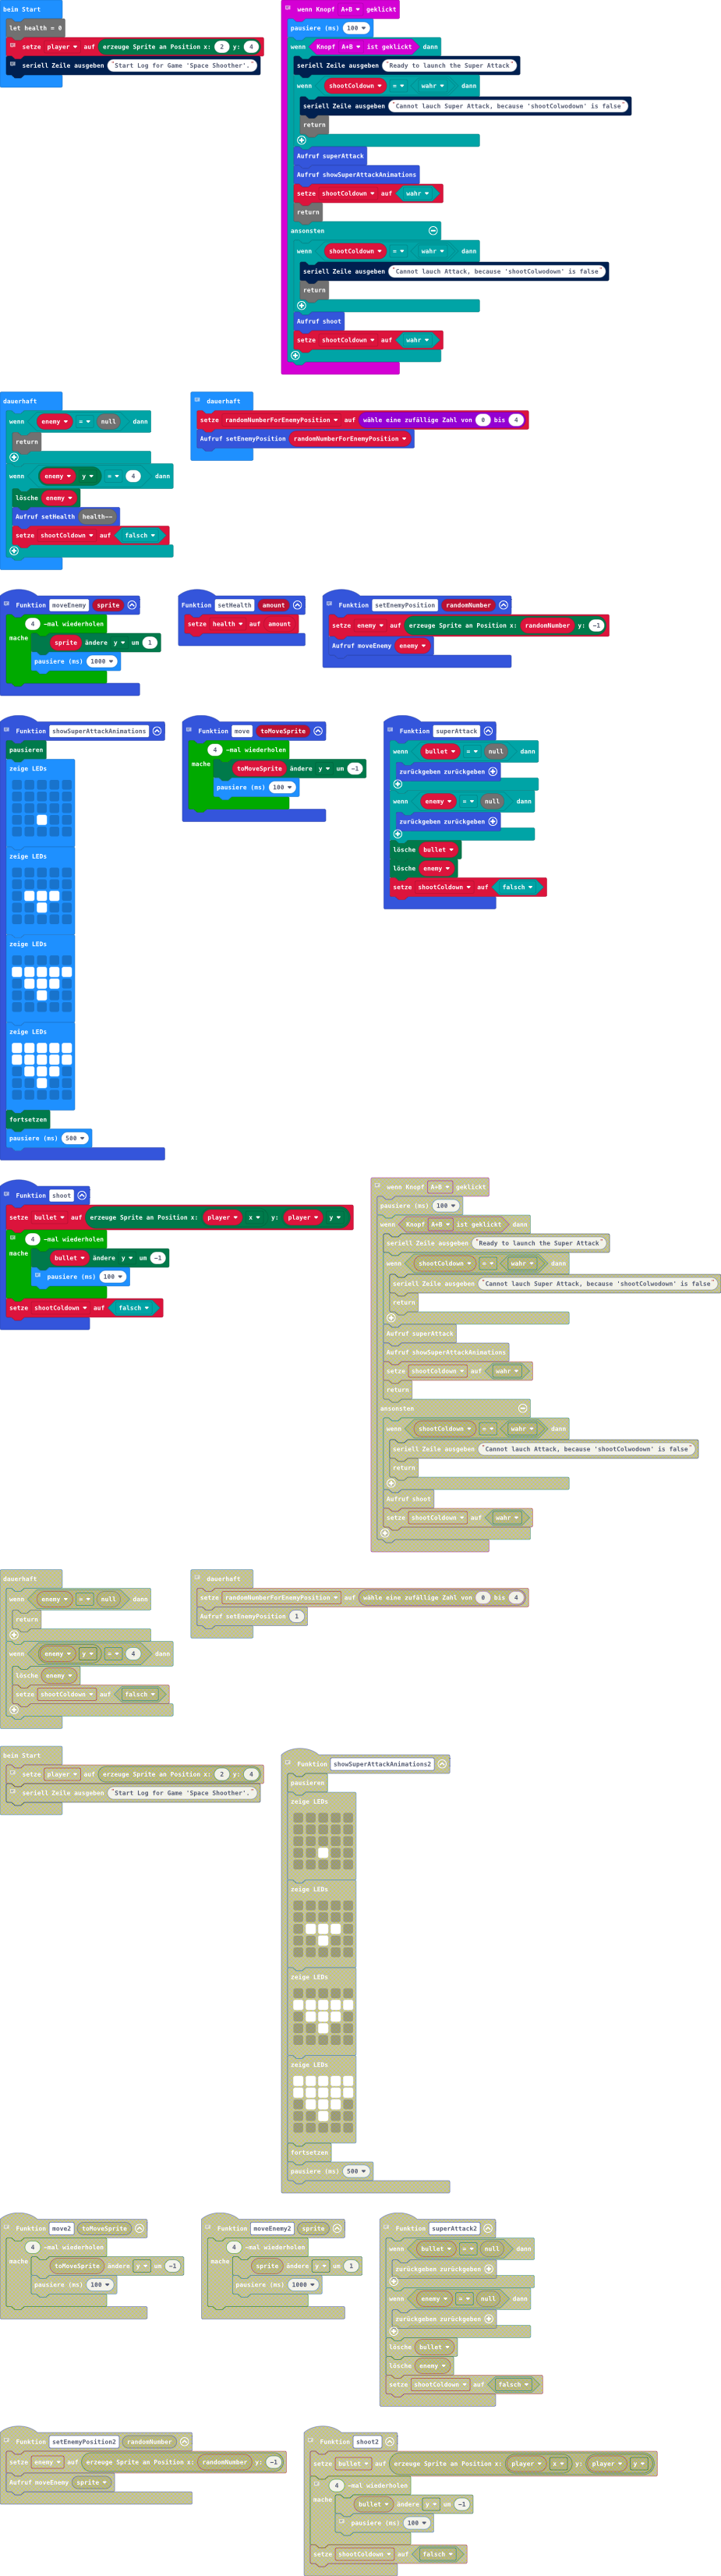 beim Start
let health = 0
setze player auf erzeuge Sprite an Position x: 2 y: 4
seriell Zeile ausgeben "Start Log for Game 'Space Shoother'."
wenn Knopf A+B geklickt
pausiere (ms) 100
wenn Knopf A+B ist geklickt dann
seriell Zeile ausgeben "Ready to launch the Super Attack"
wenn shootColdown = wahr dann
seriell Zeile ausgeben "Cannot lauch Super Attack, because 'shootColwodown' is false"
return
Aufruf superAttack
Aufruf showSuperAttackAnimations
setze shootColdown auf wahr
return
ansonsten
wenn shootColdown = wahr dann
seriell Zeile ausgeben "Cannot lauch Attack, because 'shootColwodown' is false"
return
Aufruf shoot
setze shootColdown auf wahr
dauerhaft
wenn enemy = null dann
return
wenn enemy y = 4 dann
lösche enemy
Aufruf setHealth health--
setze shootColdown auf falsch
dauerhaft
setze randomNumberForEnemyPosition auf wähle eine zufällige Zahl von 0 bis 4
Aufruf setEnemyPosition randomNumberForEnemyPosition
Funktion moveEnemy sprite
4 -mal wiederholen
mache
sprite ändere y um 1
pausiere (ms) 1000
Funktion setHealth amount
setze health auf amount
Funktion setEnemyPosition randomNumber
setze enemy auf erzeuge Sprite an Position x: randomNumber y: -1
Aufruf moveEnemy enemy
Funktion showSuperAttackAnimations
pausieren
zeige LEDs
zeige LEDs
zeige LEDs
zeige LEDs
fortsetzen
pausiere (ms) 500
Funktion move toMoveSprite
4 -mal wiederholen
mache
toMoveSprite ändere y um -1
pausiere (ms) 100
Funktion superAttack
wenn bullet = null dann
zurückgeben zurückgeben
wenn enemy = null dann
zurückgeben zurückgeben
lösche bullet
lösche enemy
setze shootColdown auf falsch
Funktion shoot
setze bullet auf erzeuge Sprite an Position x: player x y: player y
4 -mal wiederholen
mache
bullet ändere y um -1
pausiere (ms) 100
setze shootColdown auf falsch
wenn Knopf A+B geklickt
pausiere (ms) 100
wenn Knopf A+B ist geklickt dann
seriell Zeile ausgeben "Ready to launch the Super Attack"
wenn shootColdown = wahr dann
seriell Zeile ausgeben "Cannot lauch Super Attack, because 'shootColwodown' is false"
return
Aufruf superAttack
Aufruf showSuperAttackAnimations
setze shootColdown auf wahr
return
ansonsten
wenn shootColdown = wahr dann
seriell Zeile ausgeben "Cannot lauch Attack, because 'shootColwodown' is false"
return
Aufruf shoot
setze shootColdown auf wahr
dauerhaft
wenn enemy = null dann
return
wenn enemy y = 4 dann
lösche enemy
setze shootColdown auf falsch
dauerhaft
setze randomNumberForEnemyPosition auf wähle eine zufällige Zahl von 0 bis 4
Aufruf setEnemyPosition 1
beim Start
setze player auf erzeuge Sprite an Position x: 2 y: 4
seriell Zeile ausgeben "Start Log for Game 'Space Shoother'."
Funktion showSuperAttackAnimations2
pausieren
zeige LEDs
zeige LEDs
zeige LEDs
zeige LEDs
fortsetzen
pausiere (ms) 500
Funktion move2 toMoveSprite
4 -mal wiederholen
mache
toMoveSprite ändere y um -1
pausiere (ms) 100
Funktion moveEnemy2 sprite
4 -mal wiederholen
mache
sprite ändere y um 1
pausiere (ms) 1000
Funktion superAttack2
wenn bullet = null dann
zurückgeben zurückgeben
wenn enemy = null dann
zurückgeben zurückgeben
lösche bullet
lösche enemy
setze shootColdown auf falsch
Funktion setEnemyPosition2 randomNumber
setze enemy auf erzeuge Sprite an Position x: randomNumber y: -1
Aufruf moveEnemy sprite
Funktion shoot2
setze bullet auf erzeuge Sprite an Position x: player x y: player y
4 -mal wiederholen
mache
bullet ändere y um -1
pausiere (ms) 100
setze shootColdown auf falsch